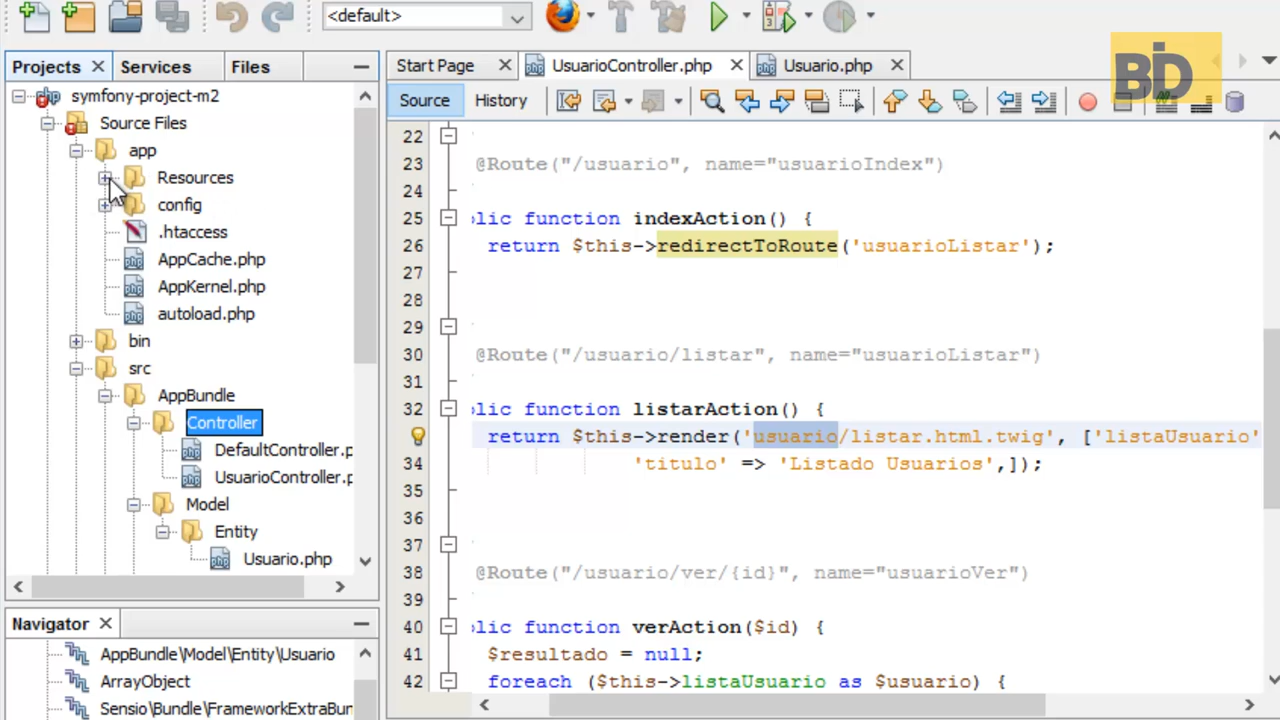 <default>
Projects
Services
Files
symfony-project-m2
Source Files
app
Resources
config
.htaccess
AppCache.php
AppKernel.php
autoload.php
bin
src
AppBundle
Controller
DefaultController.p
UsuarioController.p
Model
Entity
Usuario.php
Navigator
AppBundle\Model\Entity\Usuario
ArrayObject
Sensio\Bundle\FrameworkExtraBun
Start Page
UsuarioController.php
Usuario.php
BiD
Source
History
22
23 @Route("/usuario", name="usuarioIndex")
24
25 blic function indexAction() {
26 return $this->redirectToRoute('usuarioListar');
27
28
29
30 @Route("/usuario/listar", name="usuarioListar")
31
32 blic function listarAction() {
return $this->render('usuario/listar.html.twig', ['listaUsuario'
34 'titulo' => 'Listado Usuarios',]);
35
36
37
38 @Route("/usuario/ver/{id}", name="usuarioVer")
39
40 blic function verAction($id) {
41 $resultado = null;
42 foreach ($this->listaUsuario as $usuario) {